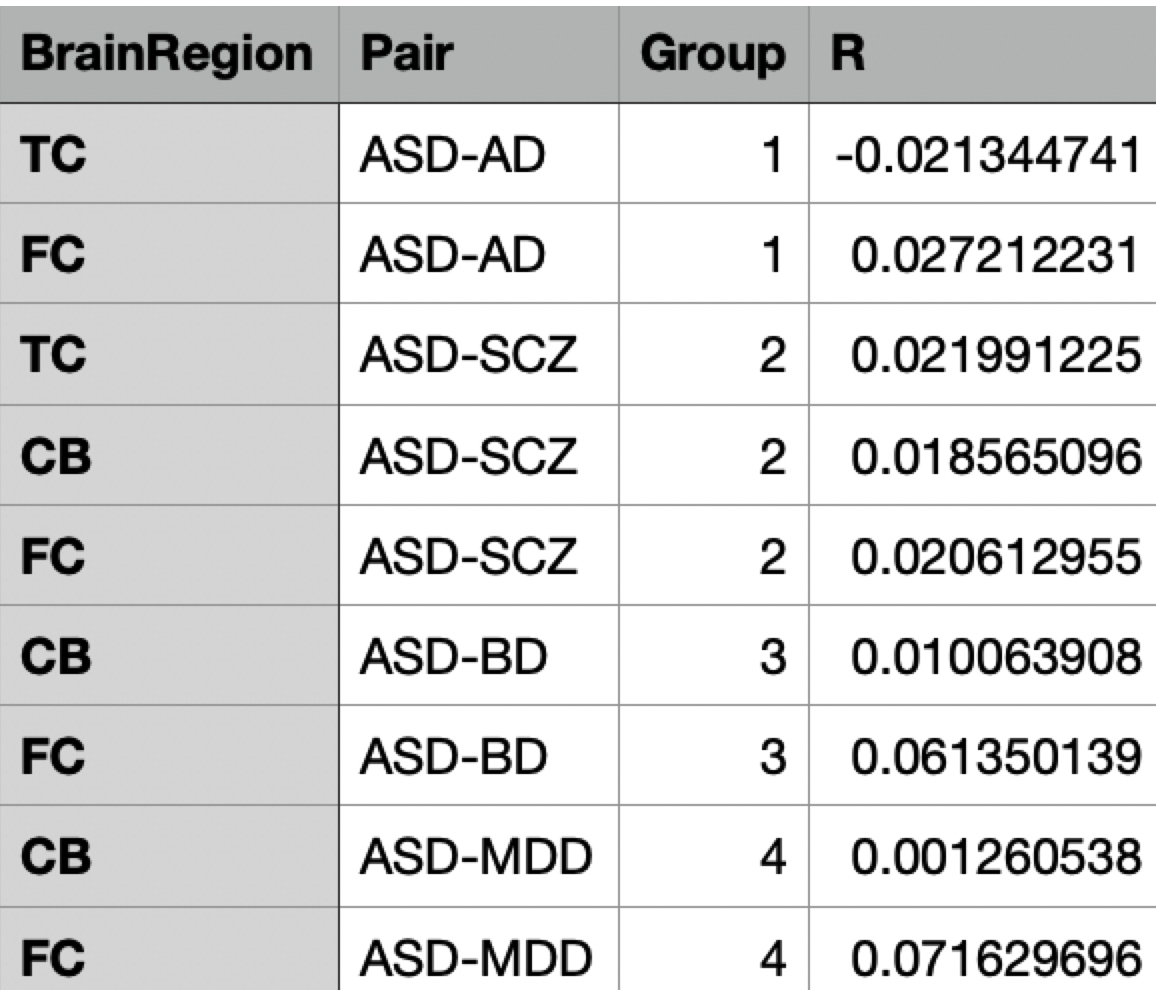 BrainRegion Pair Group R
TC ASD-AD 1 -0.021344741
FC ASD-AD 1 0.027212231
TC ASD-SCZ 2 0.021991225
CB ASD-SCZ 2 0.018565096
FC ASD-SCZ 2 0.020612955
CB ASD-BD 3 0.010063908
FC ASD-BD 3 0.061350139
CB ASD-MDD 4 0.001260538
FC ASD-MDD 4 0.071629696